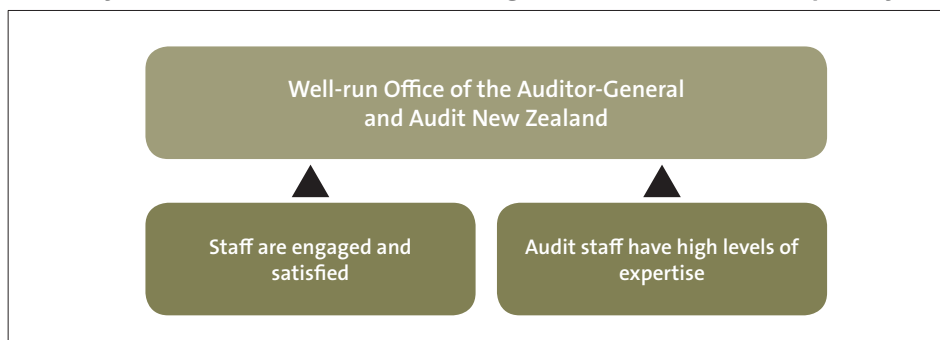 Well-run Office of the Auditor-General
and Audit New Zealand
Staff are engaged and
satisfied
Audit staff have high levels of
expertise